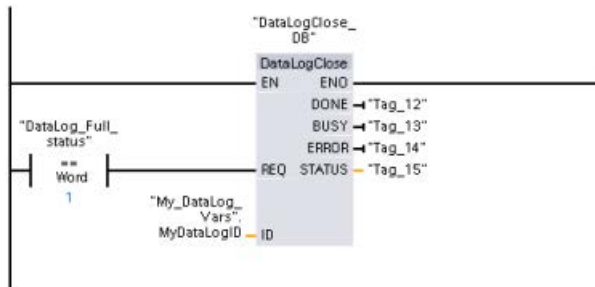 "DataLogClose_
DB"
DataLogClose
EN ENO
DONE "Tag_12"
BUSY "Tag_13"
"DataLog_Full_
status"
ERROR "Tag_14"
==
Word
REQ STATUS "Tag_15"
1
"My_DataLog_
Vars".
MyDataLogID ID